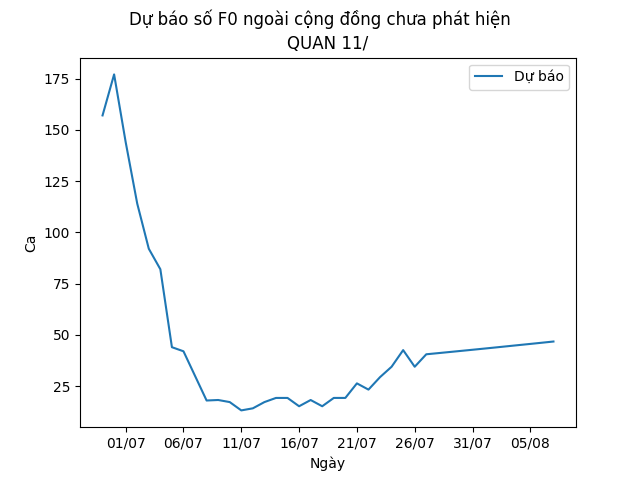 Dự báo số F0 ngoài cộng đồng chưa phát hiện
QUAN 11/
Dự báo
175
150
125
100
75
50
25
Ca
01/07 06/07 11/07 16/07 21/07 26/07 31/07 05/08
Ngày